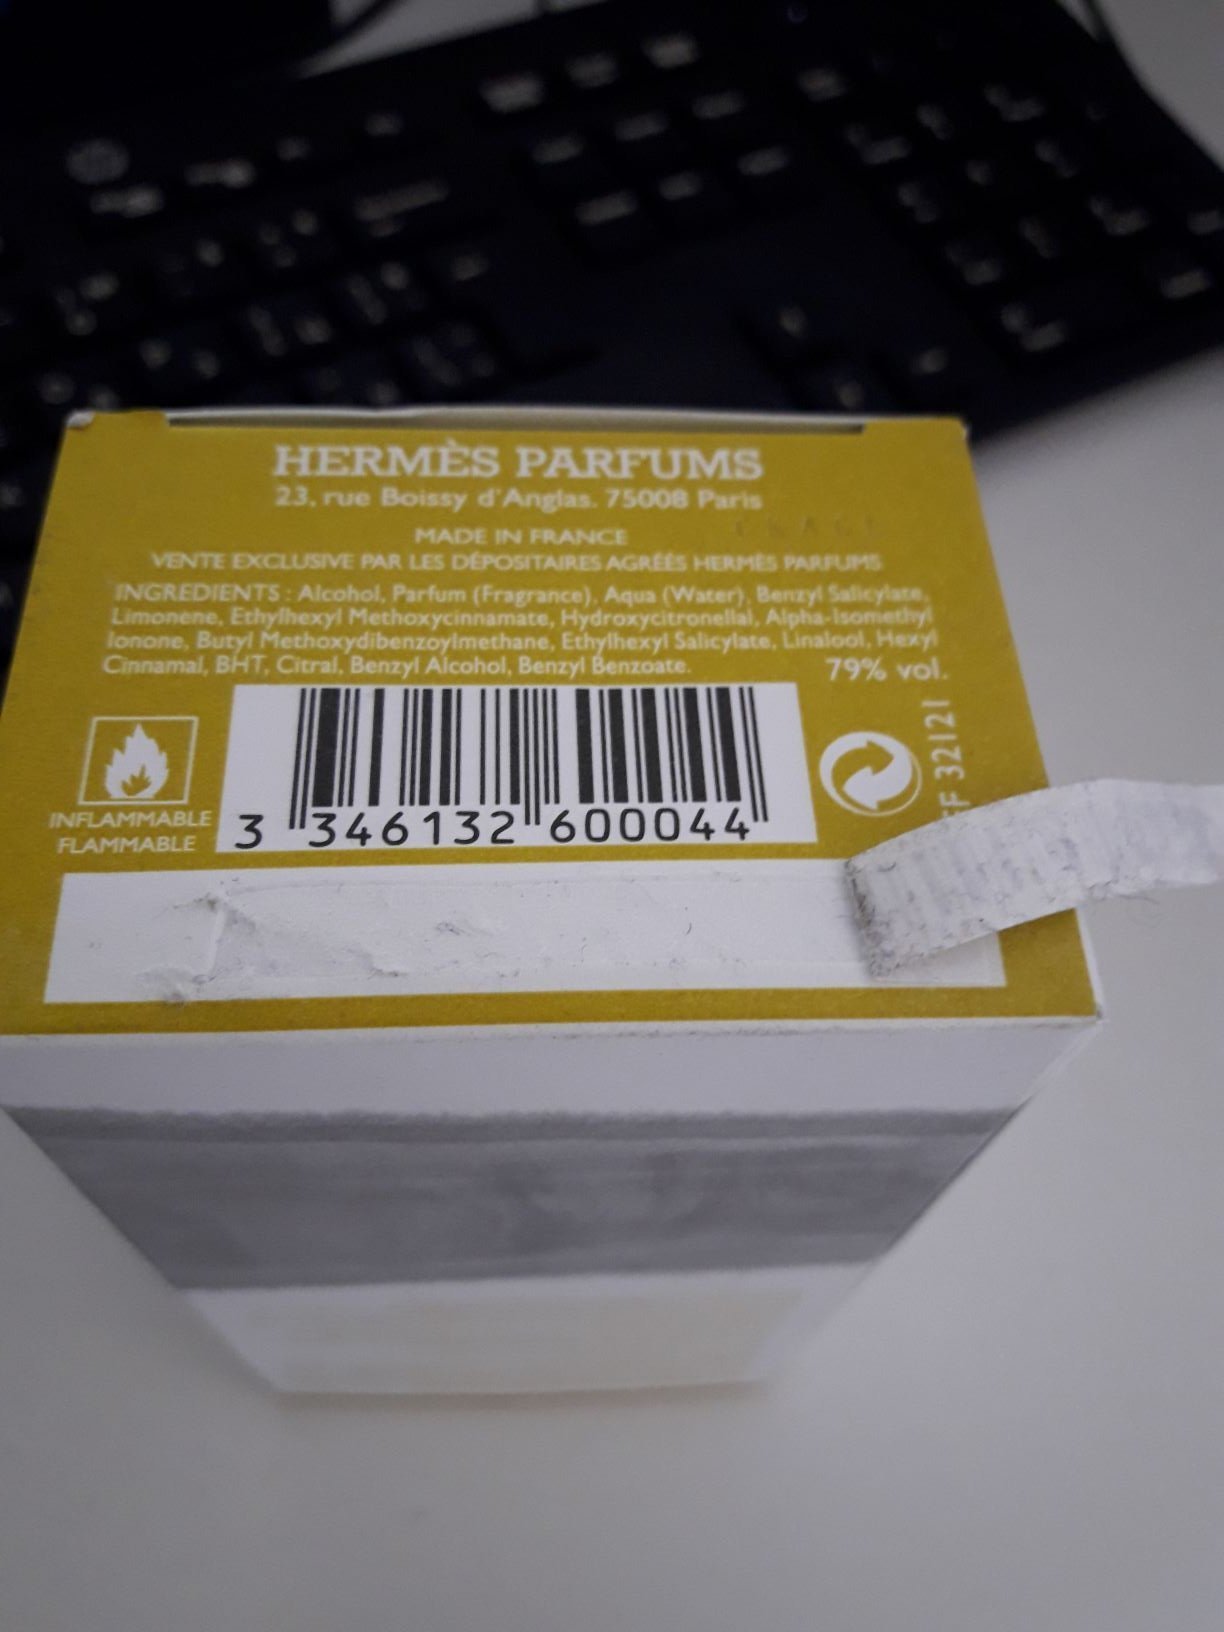 HERMÈS PARFUMS
23, rue Boissy d'Anglas. 75008 Paris
MADE IN FRANCE
VENTE EXCLUSIVE PAR LES DÉPOSITAIRES AGRÉÉS HERMÈS PARFUMS
INGREDIENTS : Alcohol, Parfum (Fragrance), Aqua (Water), Benzyl Salicylate,
Limonene, Ethylhexyl Methoxycinnamate, Hydroxycitronellal, Alpha-Isomethyl
Ionone, Butyl Methoxydibenzoylmethane, Ethylhexyl Salicylate, Linalool, Hexyl
Cinnamal, BHT, Citral, Benzyl Alcohol, Benzyl Benzoate.
79% vol.
INFLAMMABLE
FLAMMABLE
3 346132 600044
32121